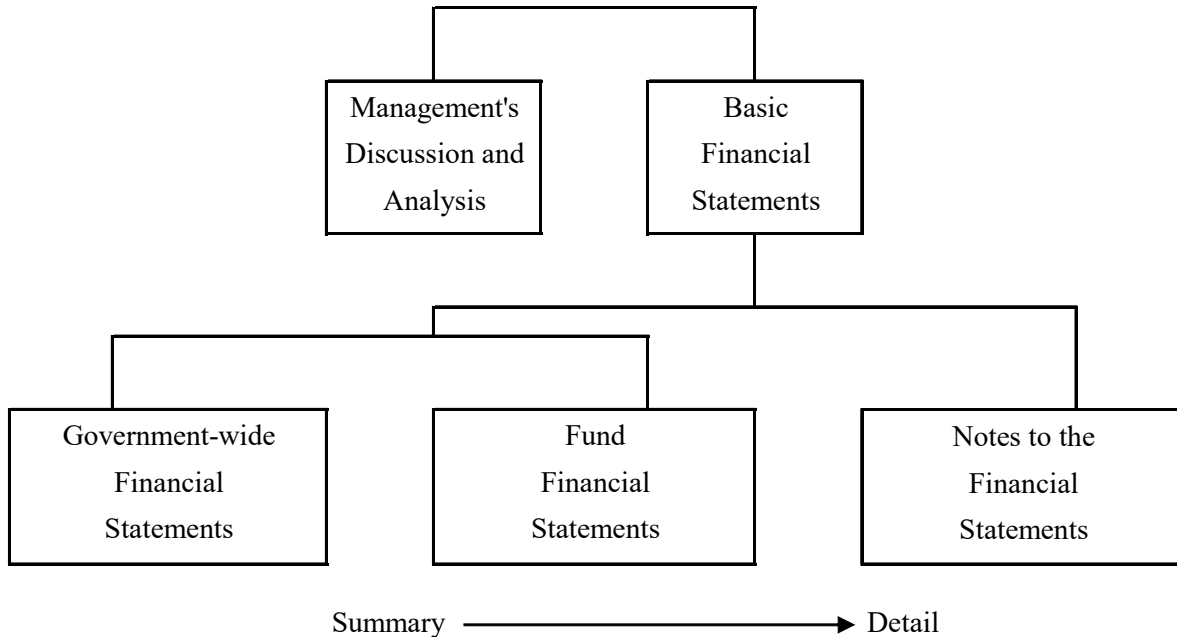 Management's
Discussion and
Analysis
Basic
Financial
Statements
Government-wide
Financial
Statements
Fund
Financial
Statements
Notes to the
Financial
Statements
Summary
Detail